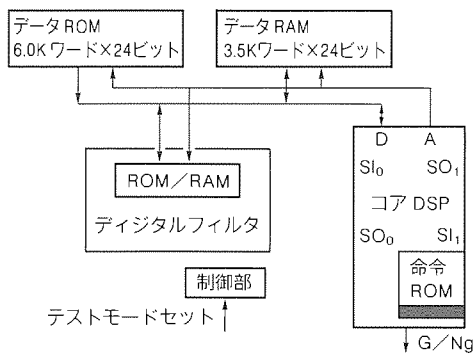 データROM
6.0Kワード×24ビット
データRAM
3.5Kワード×24ビット
D A
SI₀ SO₁
コアDSP
SO₀ SI₁
命令
ROM
ROM/RAM
ディジタルフィルタ
制御部
テストモードセット
G/Ng